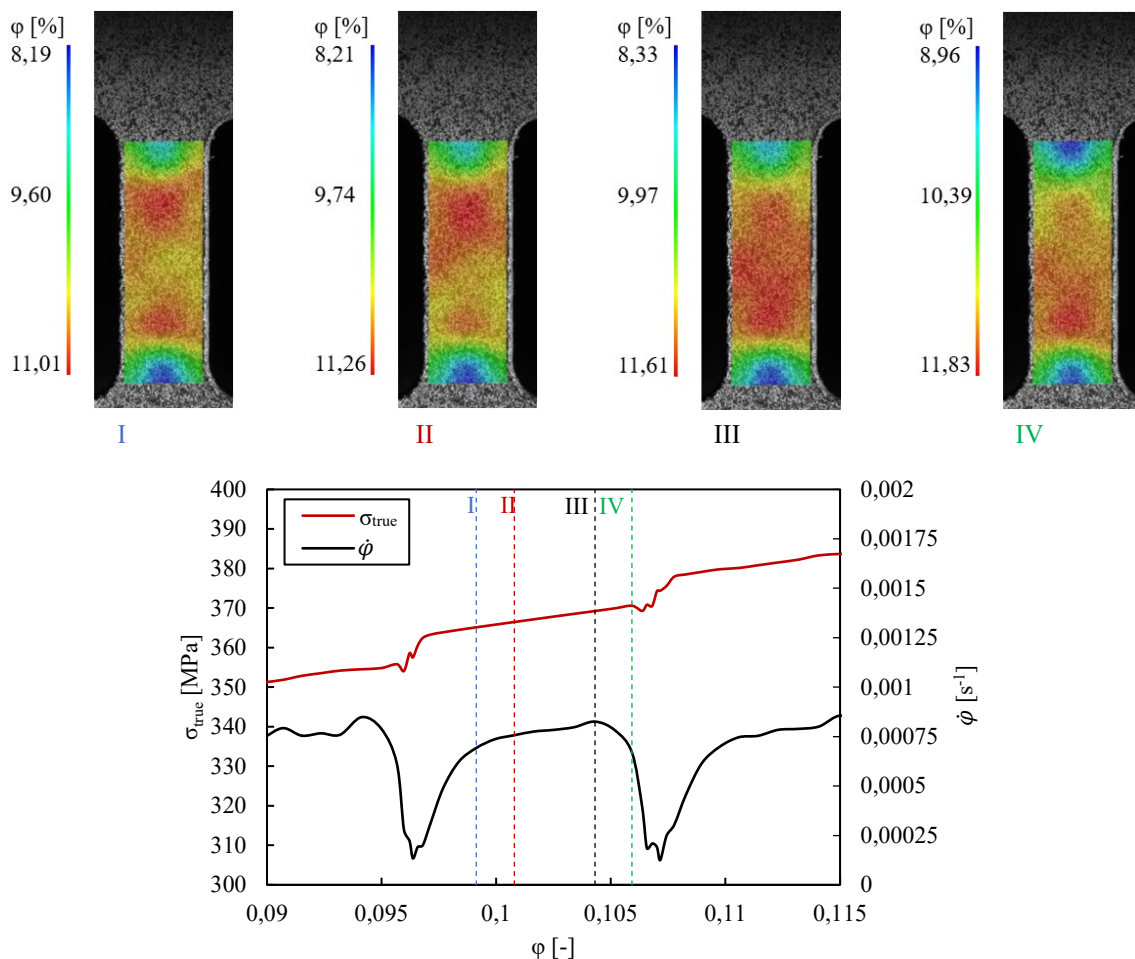 φ [%] φ [%] φ [%] φ [%]
8,19 8,21 8,33 8,96
9,60 9,74 9,97 10,39
11,01 11,26 11,61 11,83
I II III IV
400 0,002
I II III IV
σtrue
φ̇
390
0,00175
380
370 0,0015
360 0,00125
350 0,001
340
0,00075
330
320 0,0005
310 0,00025
300 0
σtrue [MPa]
φ̇ [s-1]
0,09 0,095 0,1 0,105 0,11 0,115
φ [-]